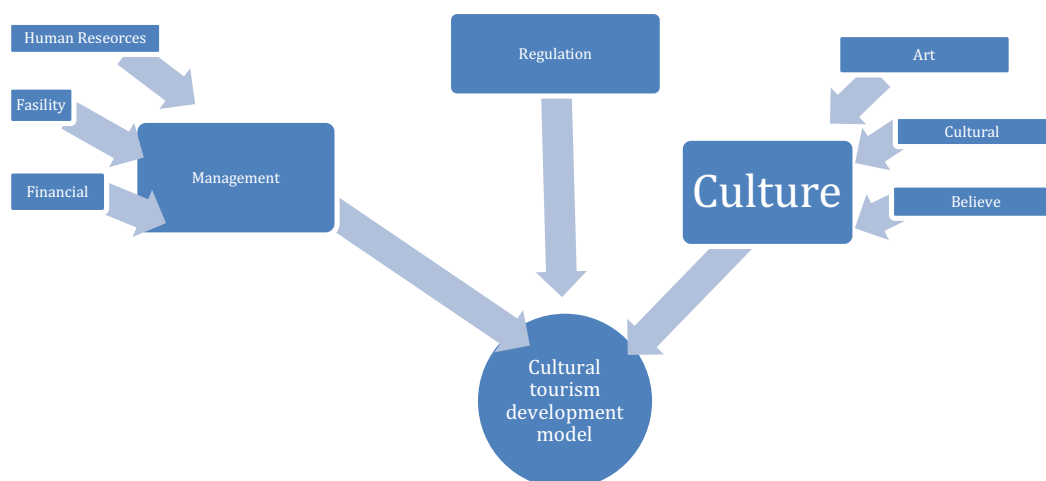 Human Reseorces
Regulation
Art
Fasility
Cultural
Management
Culture
Financial
Believe
Cultural
tourism
development
model